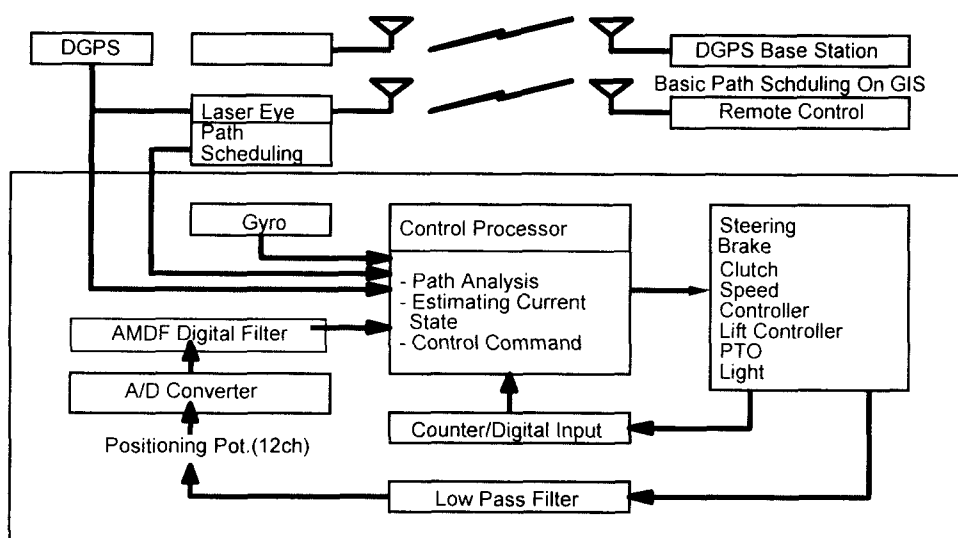 DGPS
DGPS Base Station
Basic Path Schduling On GIS
Laser Eye
Remote Control
Path
Scheduling
Gyro
Control Processor
- Path Analysis
- Estimating Current
State
- Control Command
Steering
Brake
Clutch
Speed
Controller
Lift Controller
PTO
Light
AMDF Digital Filter
A/D Converter
Positioning Pot.(12ch)
Counter/Digital Input
Low Pass Filter